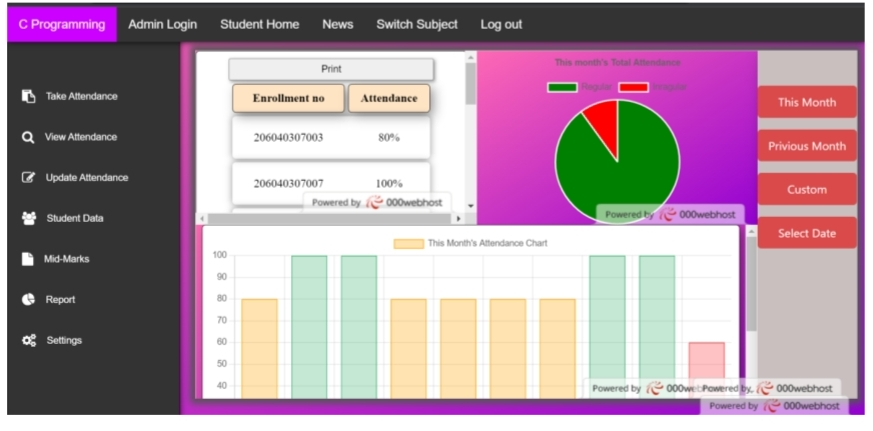 C Programming Admin Login Student Home News Switch Subject Log out
Take Attendance
View Attendance
Update Attendance
Student Data
Mid-Marks
Report
Settings
Print
Enrollment no Attendance
206040307003 80%
206040307007 100%
Powered by 000webhost
This month's Total Attendance
Regular Irregular
Powered by 000webhost
This Month
Privious Month
Custom
Select Date
This Month's Attendance Chart
100
90
80
70
60
50
40
Powered by 000we
Powered by 000webhost
Powered by 000webhost